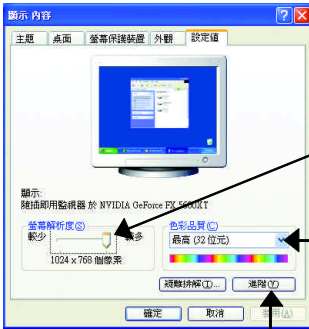 顯示 內容
主題 桌面 螢幕保護裝置 外觀 設定值
顯示:
隨插即用監視器 於 NVIDIA GeForce FX 5600XT
螢幕解析度(S) 色彩品質(C)
較少 較多 最高 (32 位元)
1024 x 768 個像素
疑難排解(T)... 進階(V)
確定 取消 套用(A)